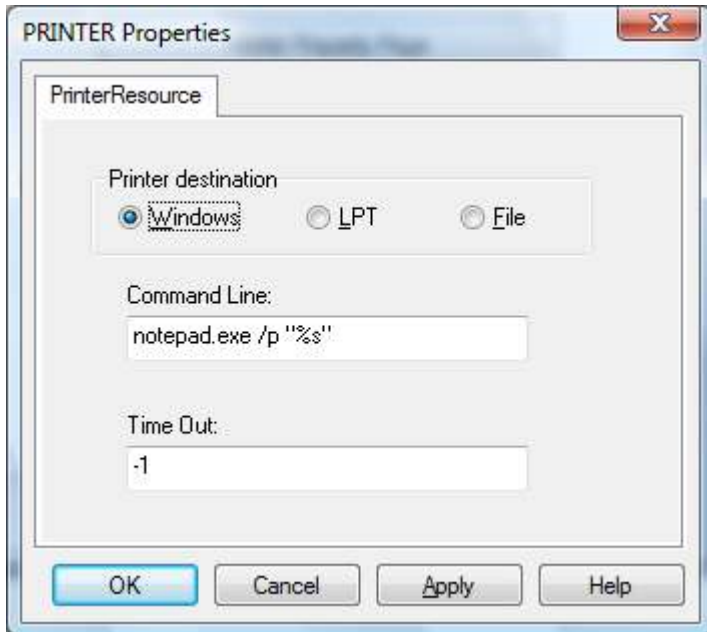 PRINTER Properties
PrinterResource
Printer destination
Windows LPT File
Command Line:
notepad.exe /p "%s"
Time Out:
-1
OK Cancel Apply Help